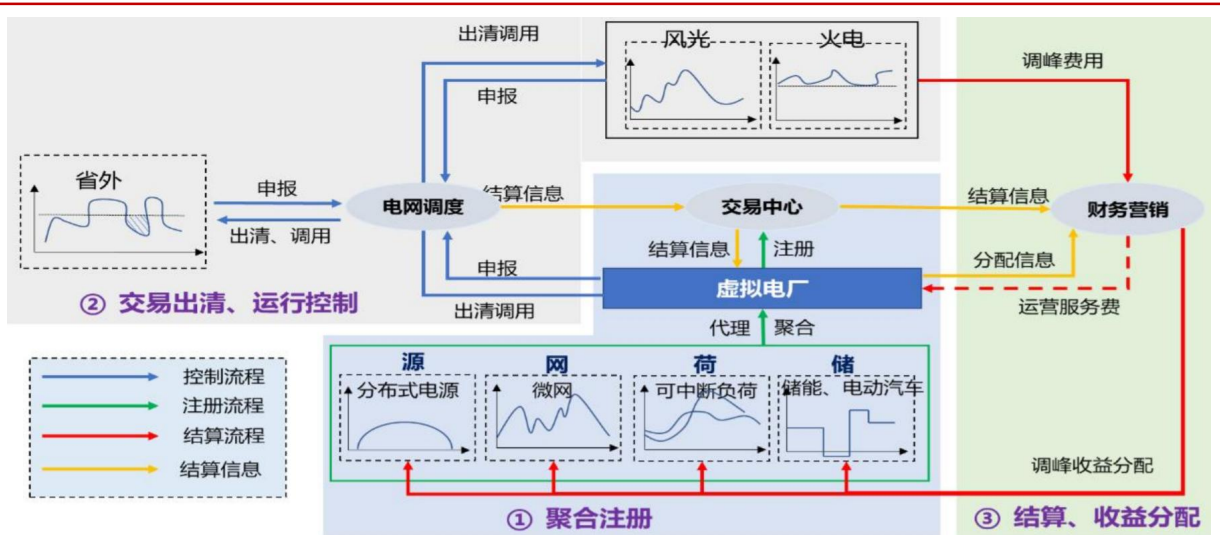 出清调用
风光
火电
调峰费用
申报
省外
申报
电网调度
结算信息
交易中心
结算信息
财务营销
出清、调用
结算信息
注册
申报
虚拟电厂
分配信息
② 交易出清、运行控制
出清调用
运营服务费
代理
聚合
源
网
荷
储
分布式电源
微网
可中断负荷
储能、电动汽车
控制流程
注册流程
结算流程
结算信息
调峰收益分配
① 聚合注册
③ 结算、收益分配